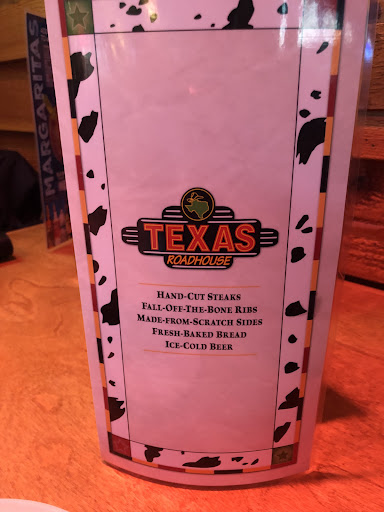 MARGARITAS
TEXAS
ROADHOUSE
HAND-CUT STEAKS
FALL-OFF-THE-BONE RIBS
MADE-FROM-SCRATCH SIDES
FRESH-BAKED BREAD
ICE-COLD BEER